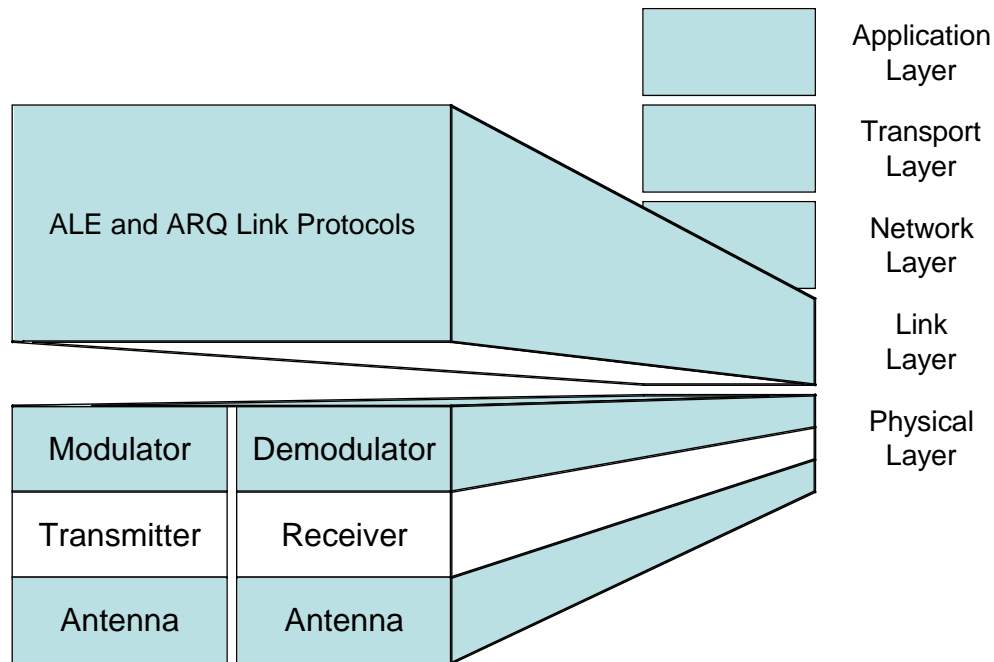 Application
Layer
Transport
Layer
ALE and ARQ Link Protocols
Network
Layer
Link
Layer
Physical
Layer
Modulator
Demodulator
Transmitter
Receiver
Antenna
Antenna